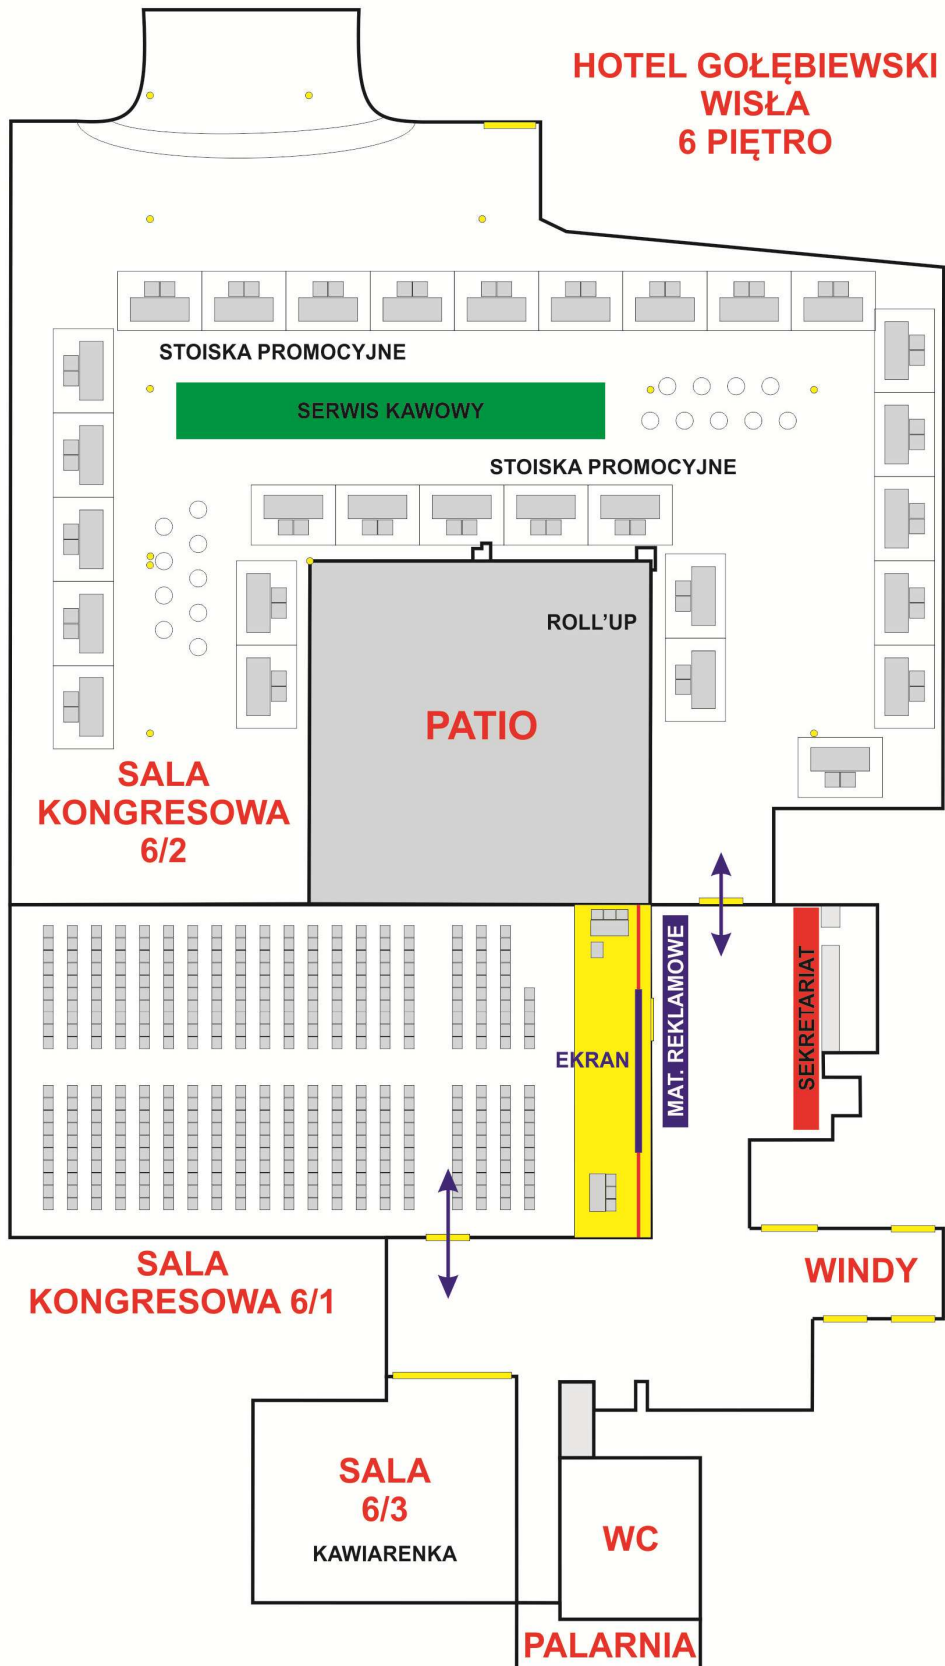 HOTEL GOŁĘBIEWSKI
WISŁA
6 PIĘTRO
STOISKA PROMOCYJNE
SERWIS KAWOWY
STOISKA PROMOCYJNE
ROLL'UP
PATIO
SALA
KONGRESOWA
6/2
MAT. REKLAMOWE
SEKRETARIAT
EKRAN
SALA
KONGRESOWA 6/1
WINDY
SALA
6/3
KAWIARENKA
WC
PALARNIA